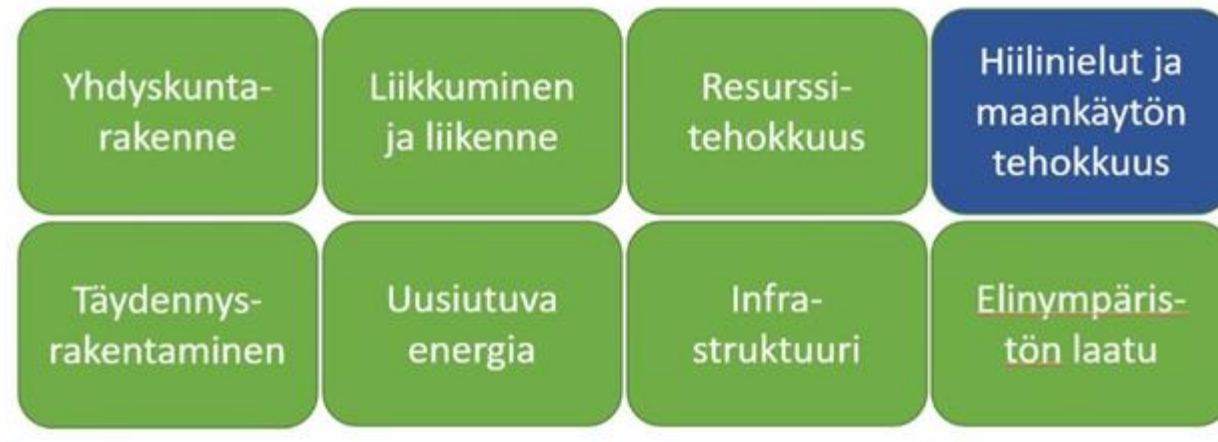 Yhdyskunta-
rakenne
Liikkuminen
ja liikenne
Resurssi-
tehokkuus
Hiilinielut ja
maankäytön
tehokkuus
Täydennys-
rakentaminen
Uusiutuva
energia
Infra-
struktuuri
Elinympäris-
tön laatu